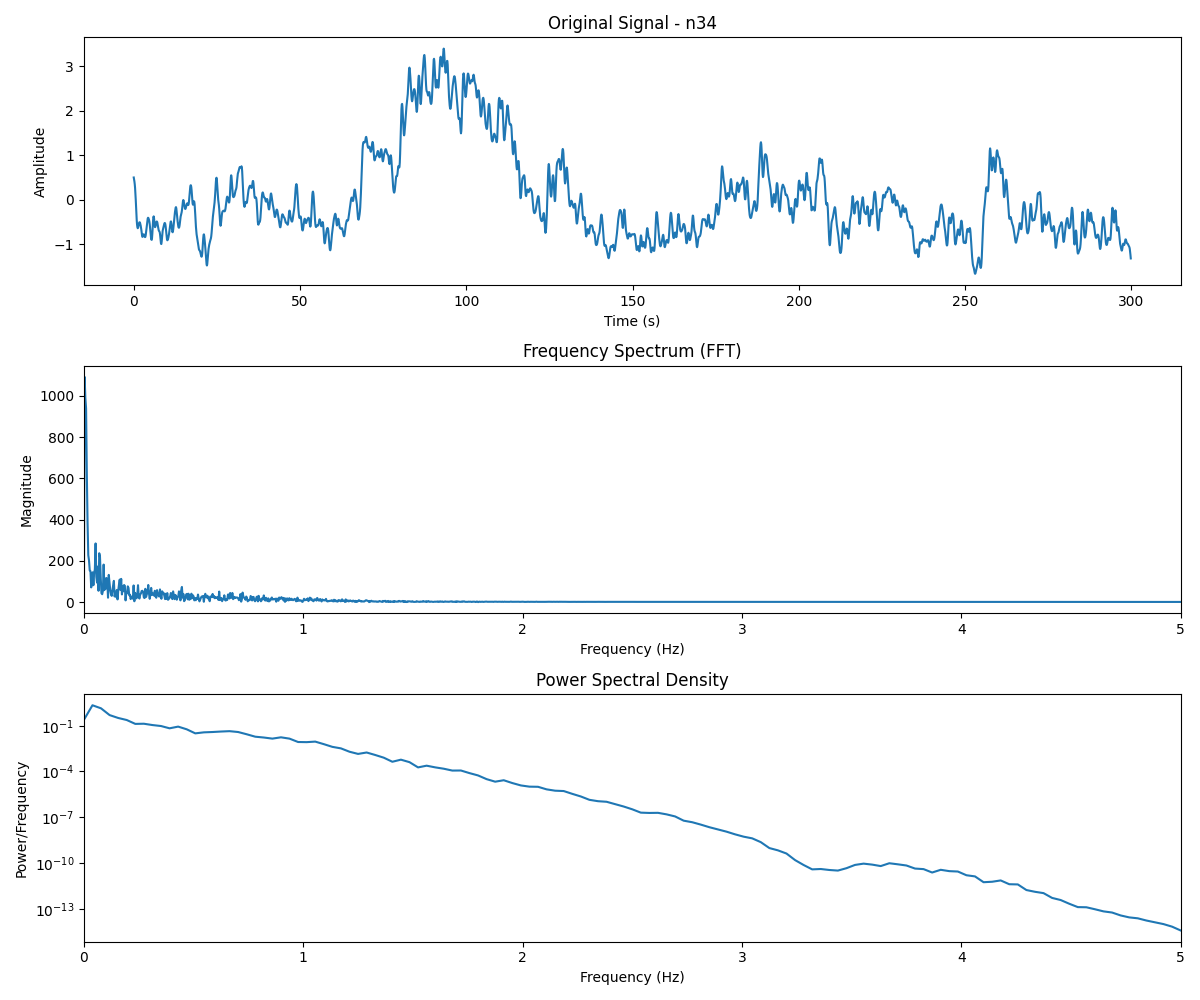 Original Signal - n34
Amplitude
3
2
1
0
−1
0 50 100 150 200 250 300
Time (s)
Frequency Spectrum (FFT)
Magnitude
1000
800
600
400
200
0
0 1 2 3 4 5
Frequency (Hz)
Power Spectral Density
Power/Frequency
10⁻¹
10⁻⁴
10⁻⁷
10⁻¹⁰
10⁻¹³
0 1 2 3 4 5
Frequency (Hz)